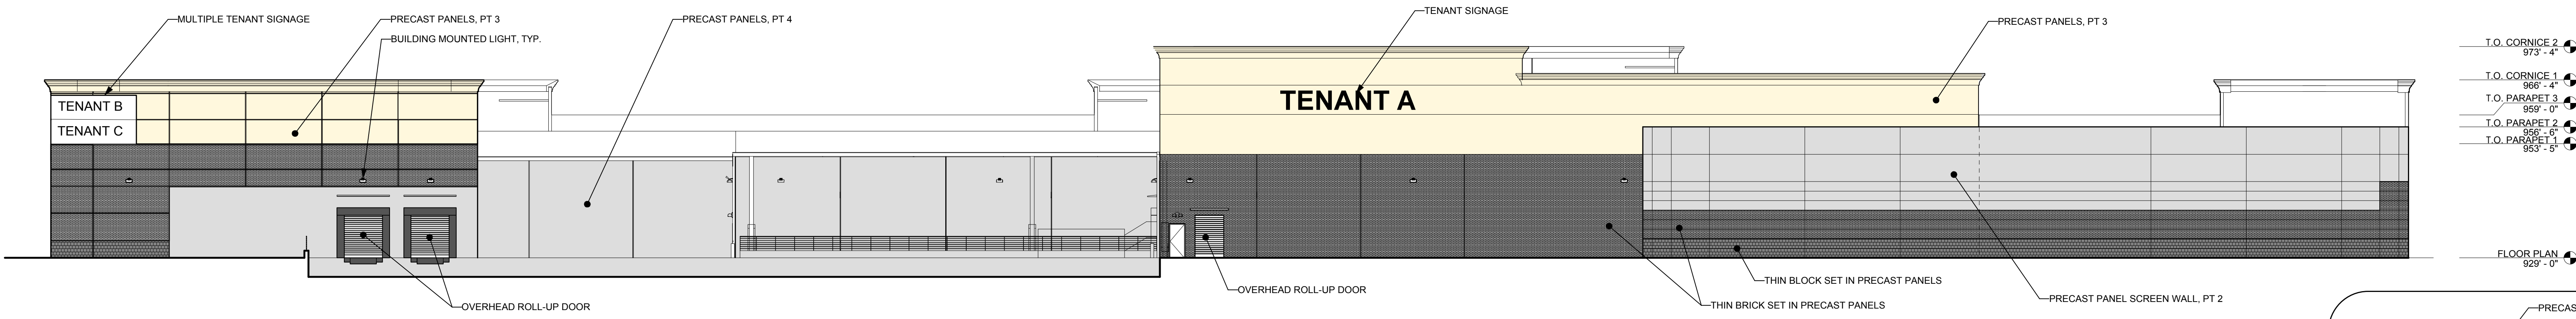 MULTIPLE TENANT SIGNAGE
PRECAST PANELS, PT 3
BUILDING MOUNTED LIGHT, TYP.
PRECAST PANELS, PT 4
TENANT SIGNAGE
PRECAST PANELS, PT 3
T.O. CORNICE 2
973' - 4"
T.O. CORNICE 1
966' - 4"
T.O. PARAPET 3
959' - 0"
T.O. PARAPET 2
956' - 6"
T.O. PARAPET 1
953' - 5"
TENANT B
TENANT C
TENANT A
FLOOR PLAN
929' - 0"
OVERHEAD ROLL-UP DOOR
OVERHEAD ROLL-UP DOOR
THIN BLOCK SET IN PRECAST PANELS
THIN BRICK SET IN PRECAST PANELS
PRECAST PANEL SCREEN WALL, PT 2